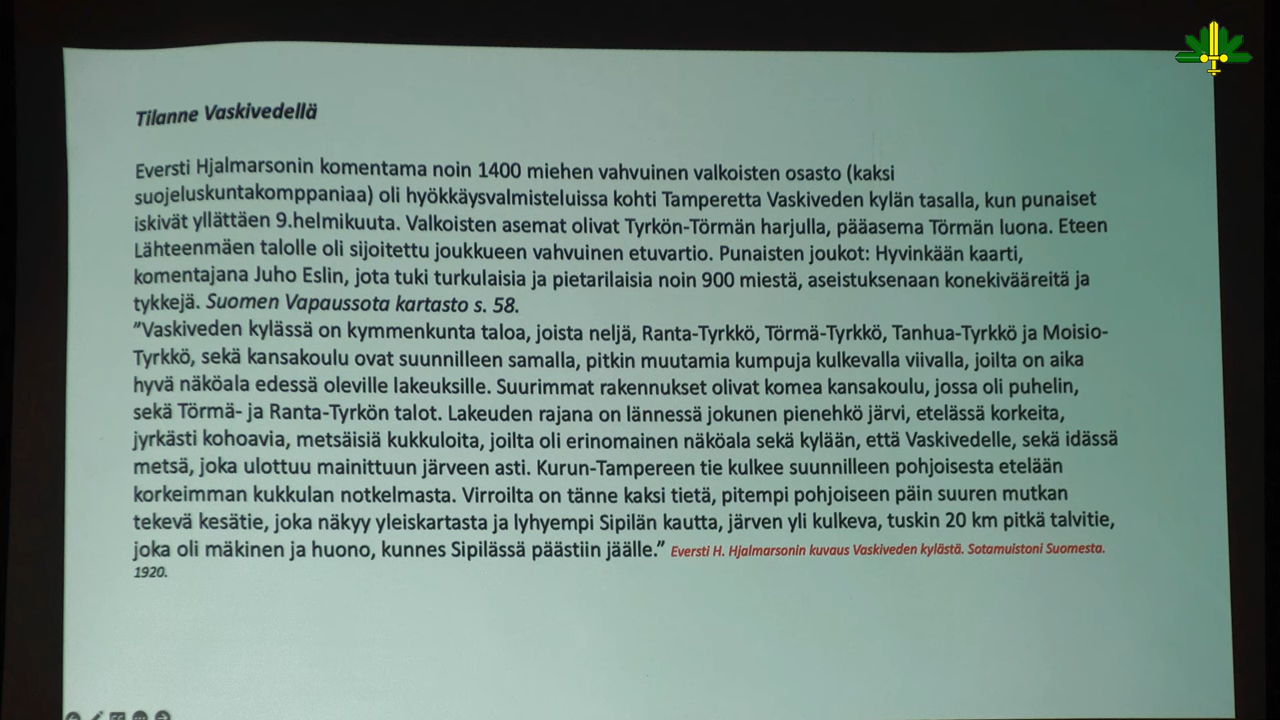 Tilanne Vaskivedellä
Eversti Hjalmarsonin komentama noin 1400 miehen vahvuinen valkoisten osasto (kaksi
suojeluskuntakomppaniaa) oli hyökkäysvalmisteluissa kohti Tamperetta Vaskiveden kylän tasalla, kun punaiset
iskivät yllättäen 9.helmikuuta. Valkoisten asemat olivat Tyrkön-Törmän harjulla, pääasema Törmän luona. Eteen
Lähteenmäen talolle oli sijoitettu joukkueen vahvuinen etuvartio. Punaisten joukot: Hyvinkään kaarti,
komentajana Juho Eslin, jota tuki turkulaisia ja pietarilaisia noin 900 miestä, aseistuksenaan konekivääreitä ja
tykkejä. Suomen Vapaussota kartasto s. 58.
”Vaskiveden kylässä on kymmenkunta taloa, joista neljä, Ranta-Tyrkkö, Törmä-Tyrkkö, Tanhua-Tyrkkö ja Moisio-
Tyrkkö, sekä kansakoulu ovat suunnilleen samalla, pitkin muutamia kumpuja kulkevalla viivalla, joilta on aika
hyvä näköala edessä oleville lakeuksille. Suurimmat rakennukset olivat komea kansakoulu, jossa oli puhelin,
sekä Törmä- ja Ranta-Tyrkön talot. Lakeuden rajana on lännessä jokunen pienehkö järvi, etelässä korkeita,
jyrkästi kohoavia, metsäisiä kukkuloita, joilta oli erinomainen näköala sekä kylään, että Vaskivedelle, sekä idässä
metsä, joka ulottuu mainittuun järveen asti. Kurun-Tampereen tie kulkee suunnilleen pohjoisesta etelään
korkeimman kukkulan notkelmasta. Virroilta on tänne kaksi tietä, pitempi pohjoiseen päin suuren mutkan
tekevä kesätie, joka näkyy yleiskartasta ja lyhyempi Sipilän kautta, järven yli kulkeva, tuskin 20 km pitkä talvitie,
joka oli mäkinen ja huono, kunnes Sipilässä päästiin jäälle.” Eversti H. Hjalmarsonin kuvaus Vaskiveden kylästä. Sotamuistoni Suomesta.
1920.